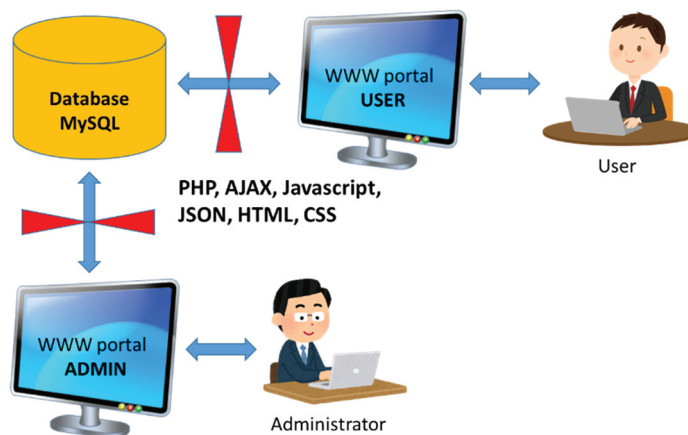 Database
MySQL
WWW portal
USER
User
PHP, AJAX, Javascript,
JSON, HTML, CSS
WWW portal
ADMIN
Administrator